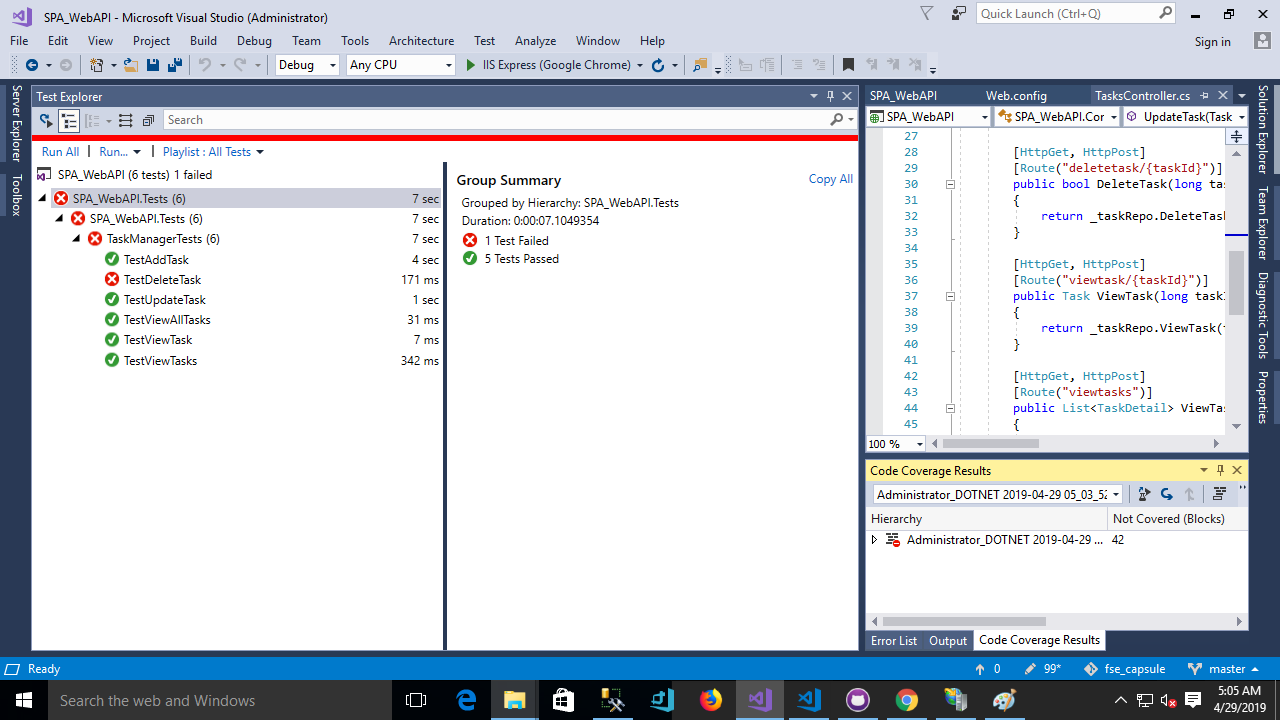 SPA_WebAPI - Microsoft Visual Studio (Administrator)
Quick Launch (Ctrl+Q)
File Edit View Project Build Debug Team Tools Architecture Test Analyze Window Help
Sign in
Debug Any CPU IIS Express (Google Chrome)
Server Explorer
Toolbox
Test Explorer
Search
Run All | Run... | Playlist : All Tests
SPA_WebAPI (6 tests) 1 failed
SPA_WebAPI.Tests (6) 7 sec
SPA_WebAPI.Tests (6) 7 sec
TaskManagerTests (6) 7 sec
TestAddTask 4 sec
TestDeleteTask 171 ms
TestUpdateTask 1 sec
TestViewAllTasks 31 ms
TestViewTask 7 ms
TestViewTasks 342 ms
Group Summary
Copy All
Grouped by Hierarchy: SPA_WebAPI.Tests
Duration: 0:00:07.1049354
1 Test Failed
5 Tests Passed
SPA_WebAPI Web.config TasksController.cs
SPA_WebAPI SPA_WebAPI.Cor UpdateTask(Task
27
28 [HttpGet, HttpPost]
29 [Route("deletetask/{taskId}")]
30 public bool DeleteTask(long tas
31 {
32 return _taskRepo.DeleteTask
33 }
34
35 [HttpGet, HttpPost]
36 [Route("viewtask/{taskId}")]
37 public Task ViewTask(long taskI
38 {
39 return _taskRepo.ViewTask(
40 }
41
42 [HttpGet, HttpPost]
43 [Route("viewtasks")]
44 public List<TaskDetail> ViewTas
45 {
100 %
Code Coverage Results
Administrator_DOTNET 2019-04-29 05_03_52
Hierarchy Not Covered (Blocks)
Administrator_DOTNET 2019-04-29 ... 42
Error List Output Code Coverage Results
Solution Explorer
Team Explorer
Diagnostic Tools
Properties
Ready
0 99* fse_capsule master
Search the web and Windows
5:05 AM
4/29/2019